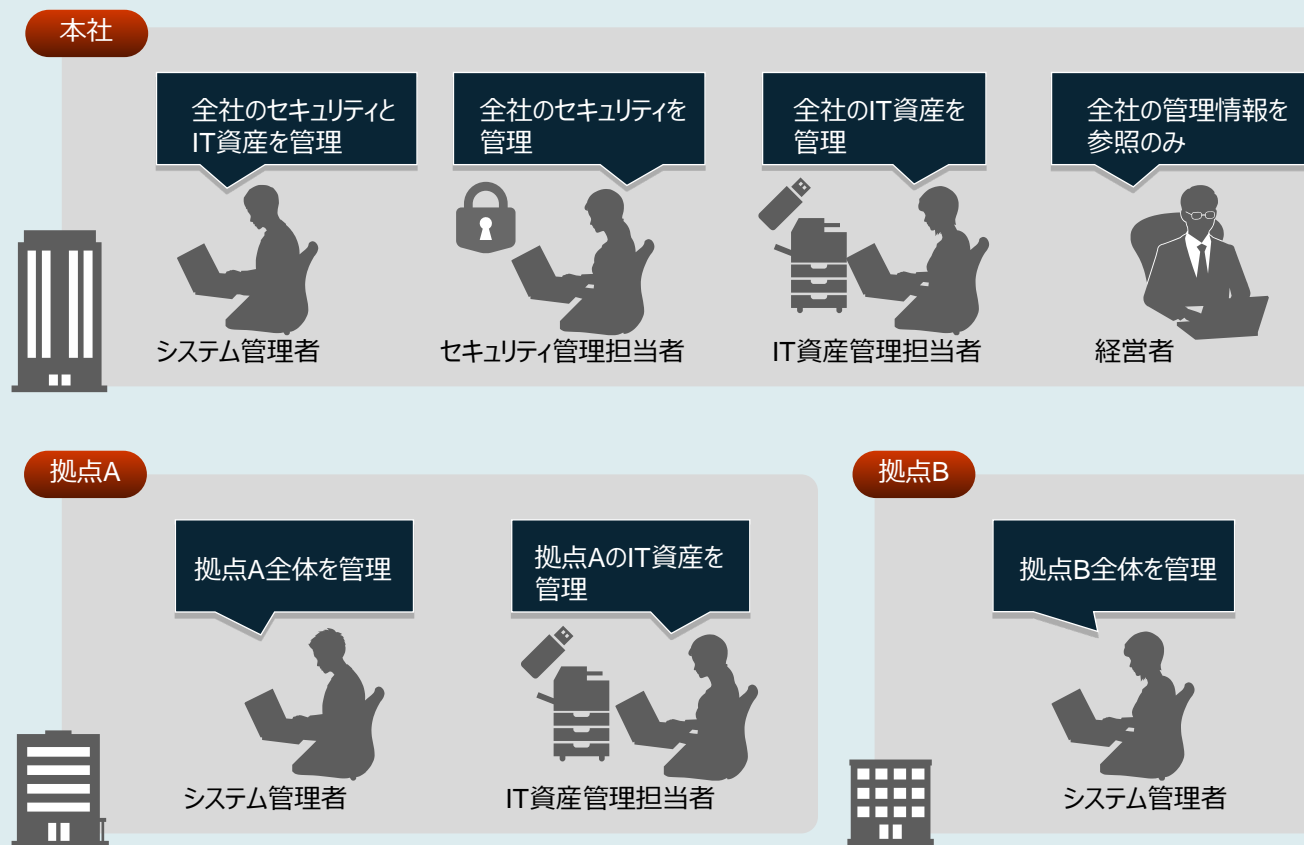 本社
全社のセキュリティと
IT資産を管理
全社のセキュリティを
管理
全社のIT資産を
管理
全社の管理情報を
参照のみ
システム管理者
セキュリティ管理担当者
IT資産管理担当者
経営者
拠点A
拠点A全体を管理
拠点AのIT資産を
管理
システム管理者
IT資産管理担当者
拠点B
拠点B全体を管理
システム管理者